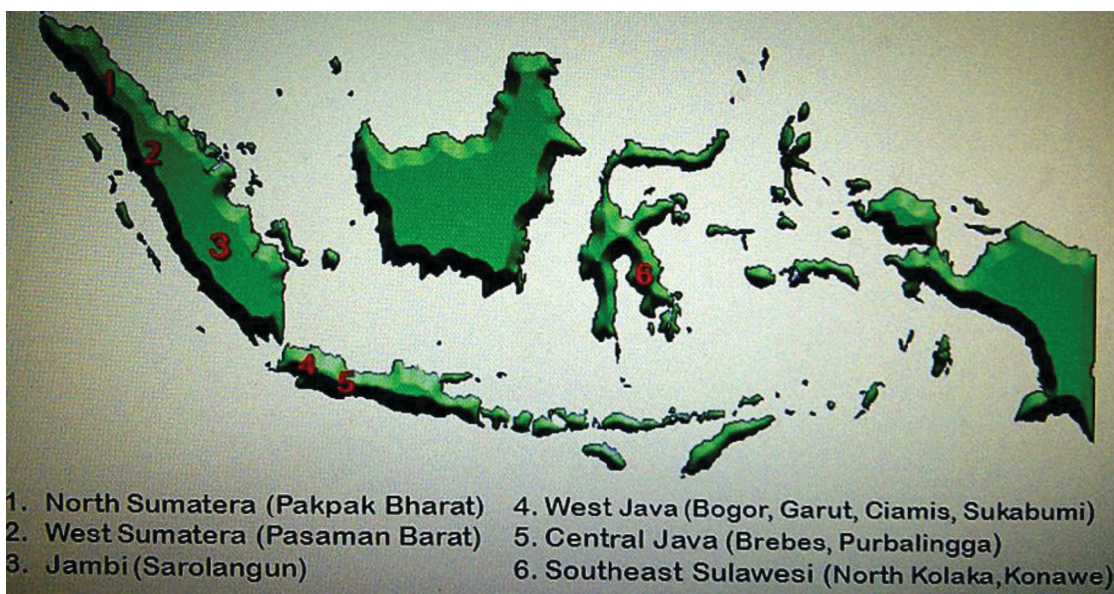 1
2
3
4
5
6
1. North Sumatera (Pakpak Bharat)
2. West Sumatera (Pasaman Barat)
3. Jambi (Sarolangun)
4. West Java (Bogor, Garut, Ciamis, Sukabumi)
5. Central Java (Brebes, Purbalingga)
6. Southeast Sulawesi (North Kolaka,Konawe)